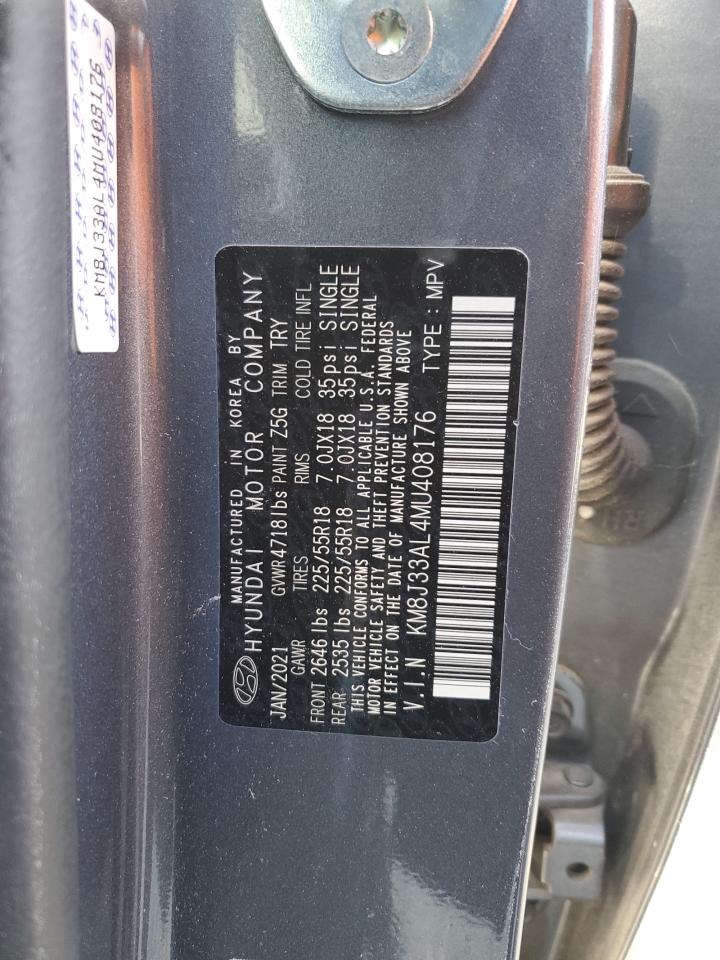 KM8J33AL4MU408176
MANUFACTURED IN KOREA BY
HYUNDAI MOTOR COMPANY
JAN/2021 GVWR4718lbs PAINT Z5G TRIM TRY
GAWR TIRES RIMS COLD TIRE INFL
FRONT 2646 lbs 225/55R18 7.0JX18 35psi SINGLE
REAR 2535 lbs 225/55R18 7.0JX18 35psi SINGLE
THIS VEHICLE CONFORMS TO ALL APPLICABLE U.S.A. FEDERAL
MOTOR VEHICLE SAFETY AND THEFT PREVENTION STANDARDS
IN EFFECT ON THE DATE OF MANUFACTURE SHOWN ABOVE
V.I.N KM8J33AL4MU408176 TYPE : MPV